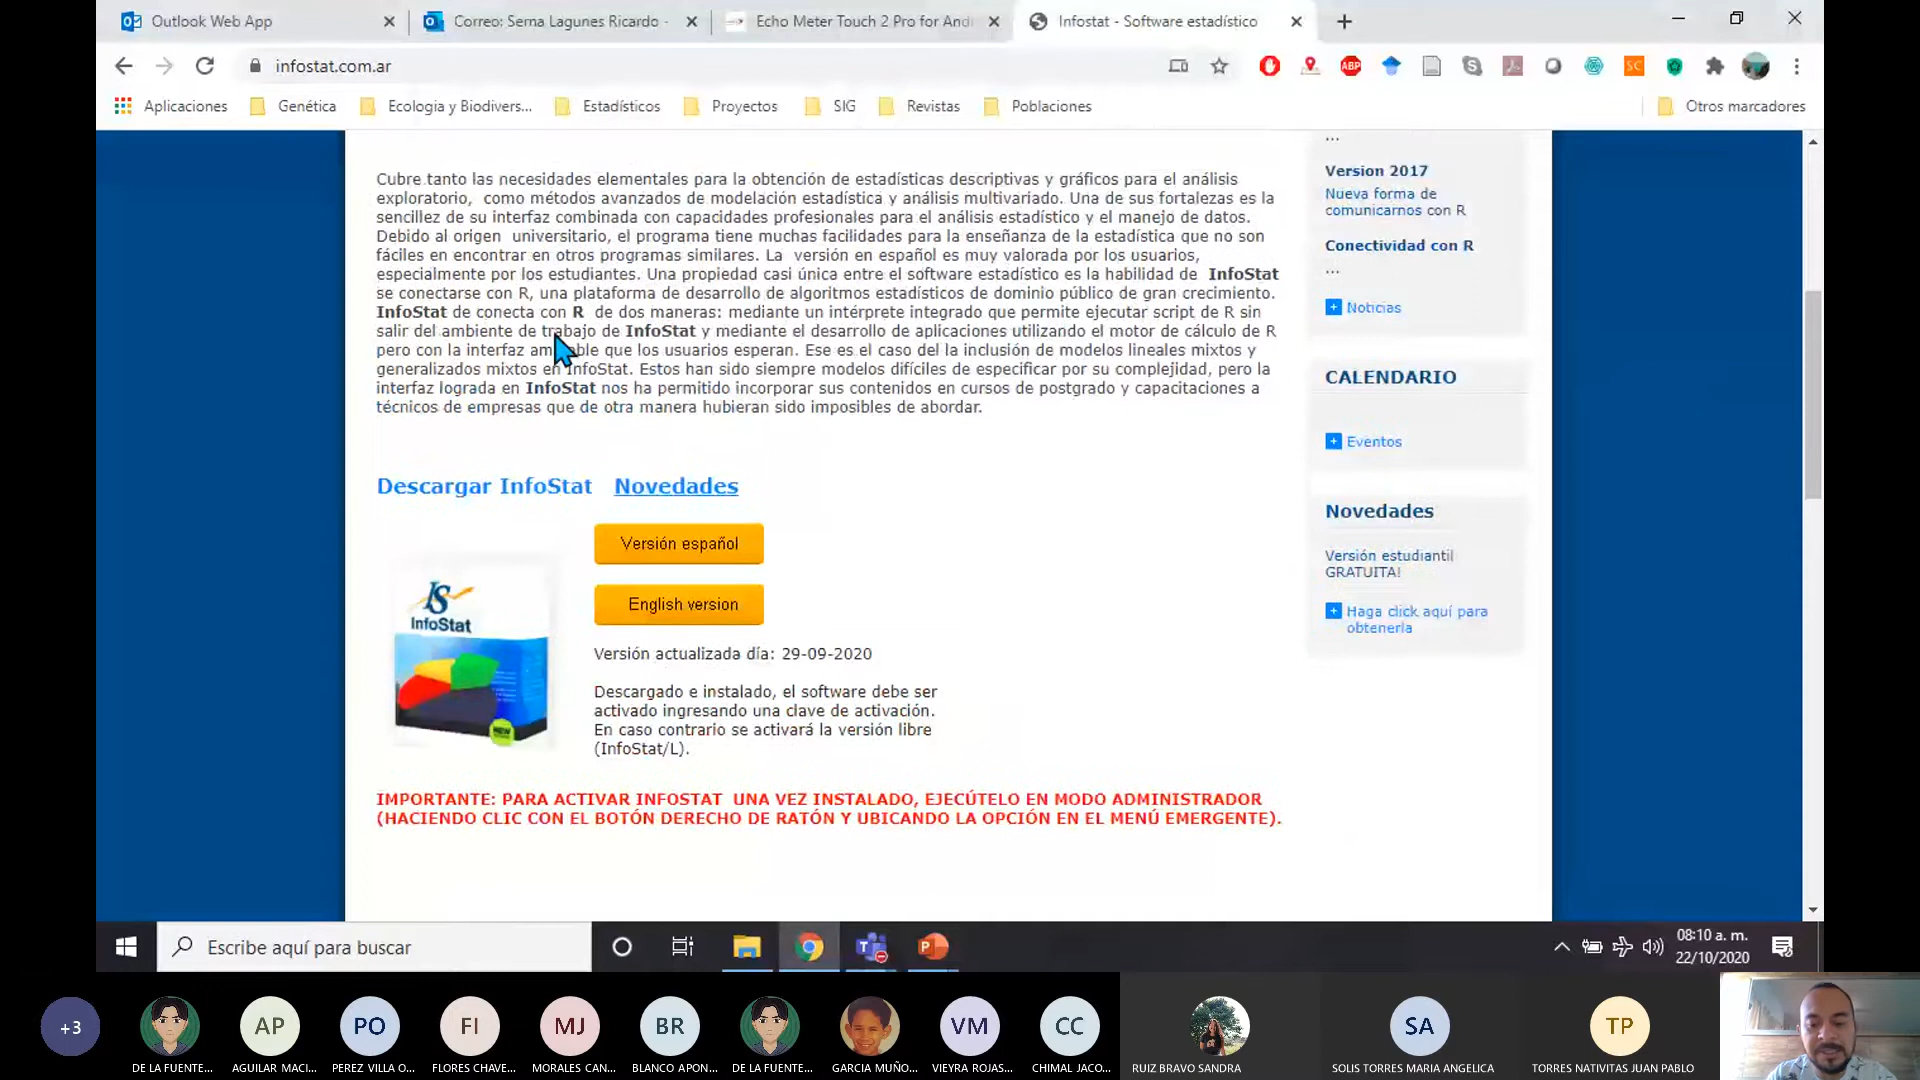 Outlook Web App
Correo: Serna Lagunes Ricardo -
Echo Meter Touch 2 Pro for And
Infostat - Software estadístico
infostat.com.ar
ABP
SC
Aplicaciones
Genética
Ecologia y Biodivers...
Estadísticos
Proyectos
SIG
Revistas
Poblaciones
Otros marcadores
Cubre tanto las necesidades elementales para la obtención de estadísticas descriptivas y gráficos para el análisis
exploratorio, como métodos avanzados de modelación estadística y análisis multivariado. Una de sus fortalezas es la
sencillez de su interfaz combinada con capacidades profesionales para el análisis estadístico y el manejo de datos.
Debido al origen universitario, el programa tiene muchas facilidades para la enseñanza de la estadística que no son
fáciles en encontrar en otros programas similares. La versión en español es muy valorada por los usuarios,
especialmente por los estudiantes. Una propiedad casi única entre el software estadístico es la habilidad de InfoStat
se conectarse con R, una plataforma de desarrollo de algoritmos estadísticos de dominio público de gran crecimiento.
InfoStat de conecta con R de dos maneras: mediante un intérprete integrado que permite ejecutar script de R sin
salir del ambiente de trabajo de InfoStat y mediante el desarrollo de aplicaciones utilizando el motor de cálculo de R
pero con la interfaz amigable que los usuarios esperan. Ese es el caso del la inclusión de modelos lineales mixtos y
generalizados mixtos en InfoStat. Estos han sido siempre modelos difíciles de especificar por su complejidad, pero la
interfaz lograda en InfoStat nos ha permitido incorporar sus contenidos en cursos de postgrado y capacitaciones a
técnicos de empresas que de otra manera hubieran sido imposibles de abordar.
Descargar InfoStat Novedades
Versión español
English version
IS
InfoStat
NEW
Versión actualizada día: 29-09-2020
Descargado e instalado, el software debe ser
activado ingresando una clave de activación.
En caso contrario se activará la versión libre
(InfoStat/L).
IMPORTANTE: PARA ACTIVAR INFOSTAT UNA VEZ INSTALADO, EJECÚTELO EN MODO ADMINISTRADOR
(HACIENDO CLIC CON EL BOTÓN DERECHO DE RATÓN Y UBICANDO LA OPCIÓN EN EL MENÚ EMERGENTE).
...
Version 2017
Nueva forma de
comunicarnos con R
Conectividad con R
...
Noticias
CALENDARIO
Eventos
Novedades
Versión estudiantil
GRATUITA!
Haga click aquí para
obtenerla
Escribe aquí para buscar
08:10 a. m.
22/10/2020
+3
AP
PO
FI
MJ
BR
VM
CC
SA
TP
DE LA FUENTE...
AGUILAR MACI...
PEREZ VILLA O...
FLORES CHAVE...
MORALES CAN...
BLANCO APON...
DE LA FUENTE...
GARCIA MUÑO...
VIEYRA ROJAS...
CHIMAL JACO...
RUIZ BRAVO SANDRA
SOLIS TORRES MARIA ANGELICA
TORRES NATIVITAS JUAN PABLO